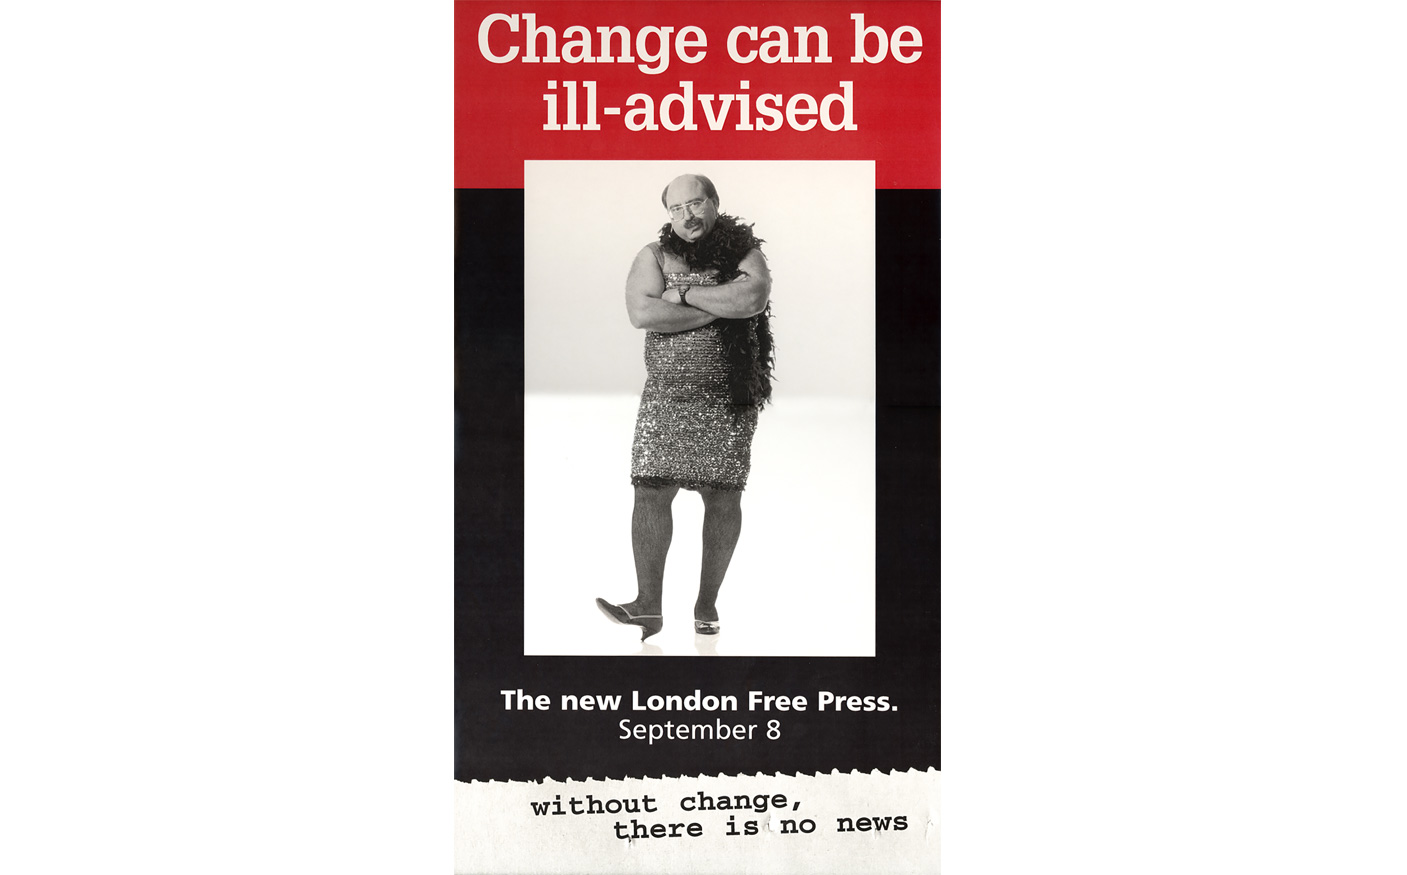 Change can be
ill-advised
The new London Free Press.
September 8
without change,
there is no news